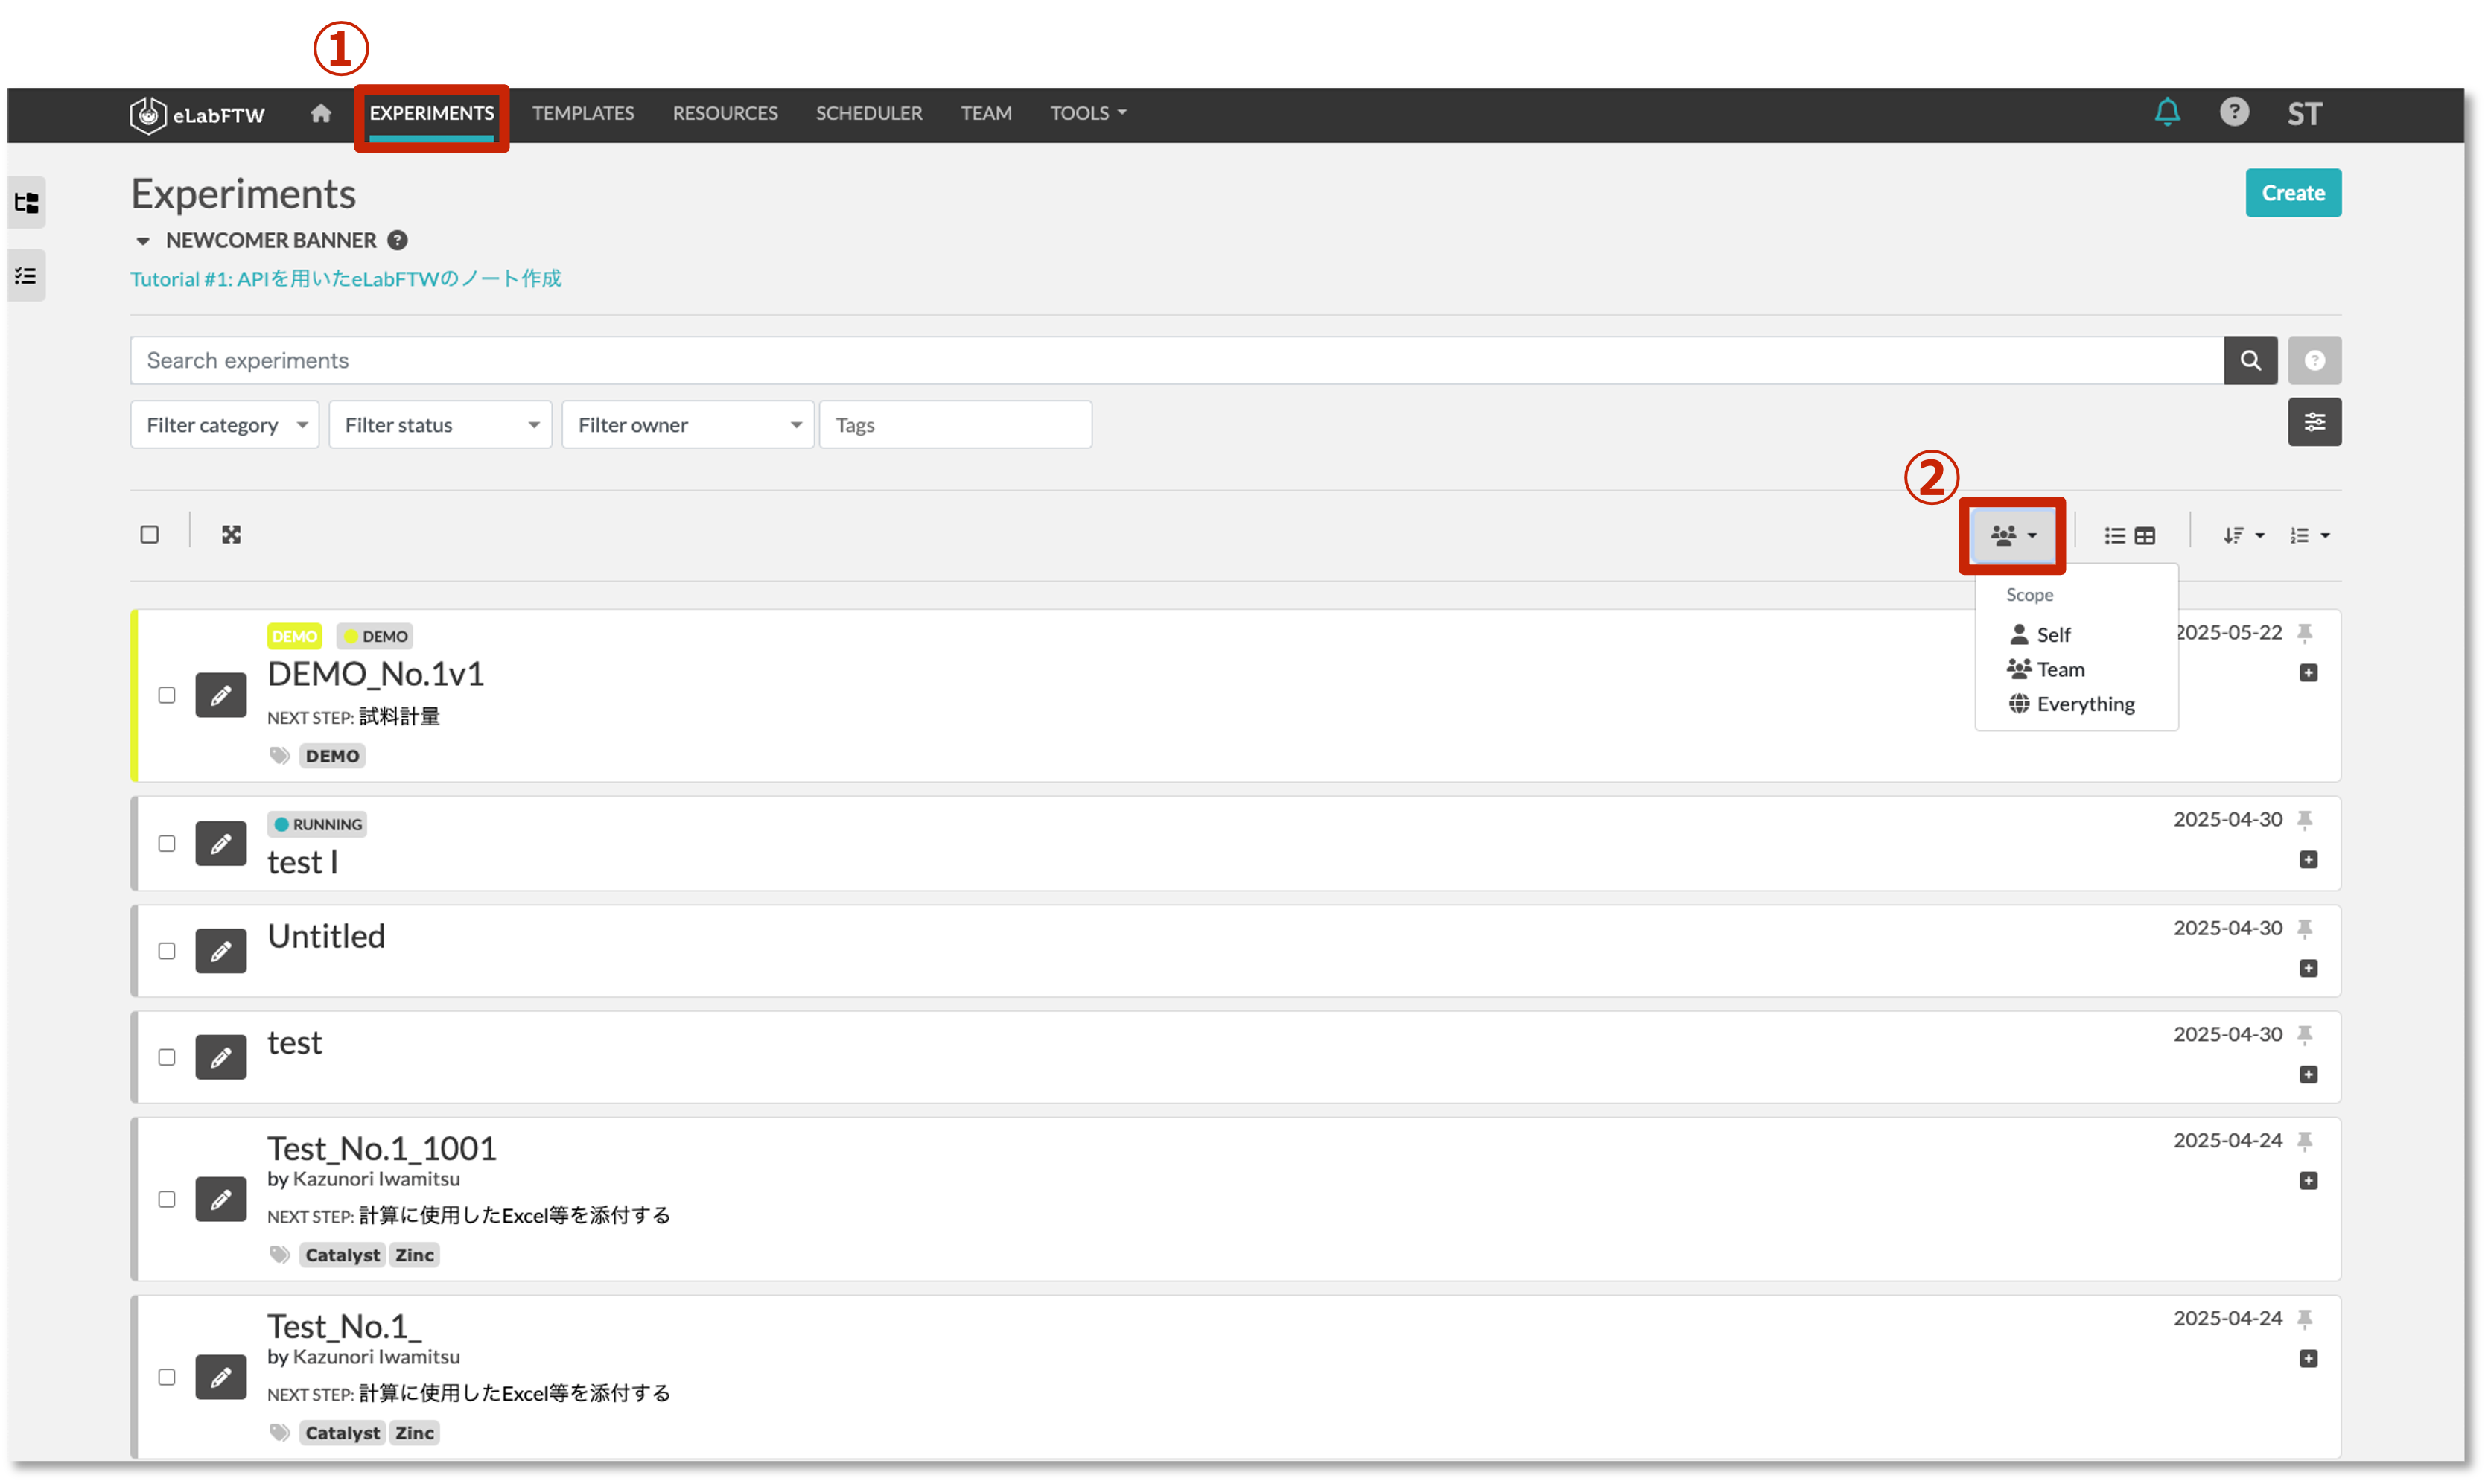 ①
eLabFTW EXPERIMENTS TEMPLATES RESOURCES SCHEDULER TEAM TOOLS ? ST
Experiments
Create
NEWCOMER BANNER ?
Tutorial #1: APIを用いたeLabFTWのノート作成
Search experiments ?
Filter category Filter status Filter owner Tags
②
Scope
Self
Team
Everything
DEMO DEMO
2025-05-22
DEMO_No.1v1
NEXT STEP: 試料計量
DEMO
RUNNING
2025-04-30
test I
Untitled
2025-04-30
test
2025-04-30
Test_No.1_1001
2025-04-24
by Kazunori Iwamitsu
NEXT STEP: 計算に使用したExcel等を添付する
Catalyst Zinc
Test_No.1_
2025-04-24
by Kazunori Iwamitsu
NEXT STEP: 計算に使用したExcel等を添付する
Catalyst Zinc